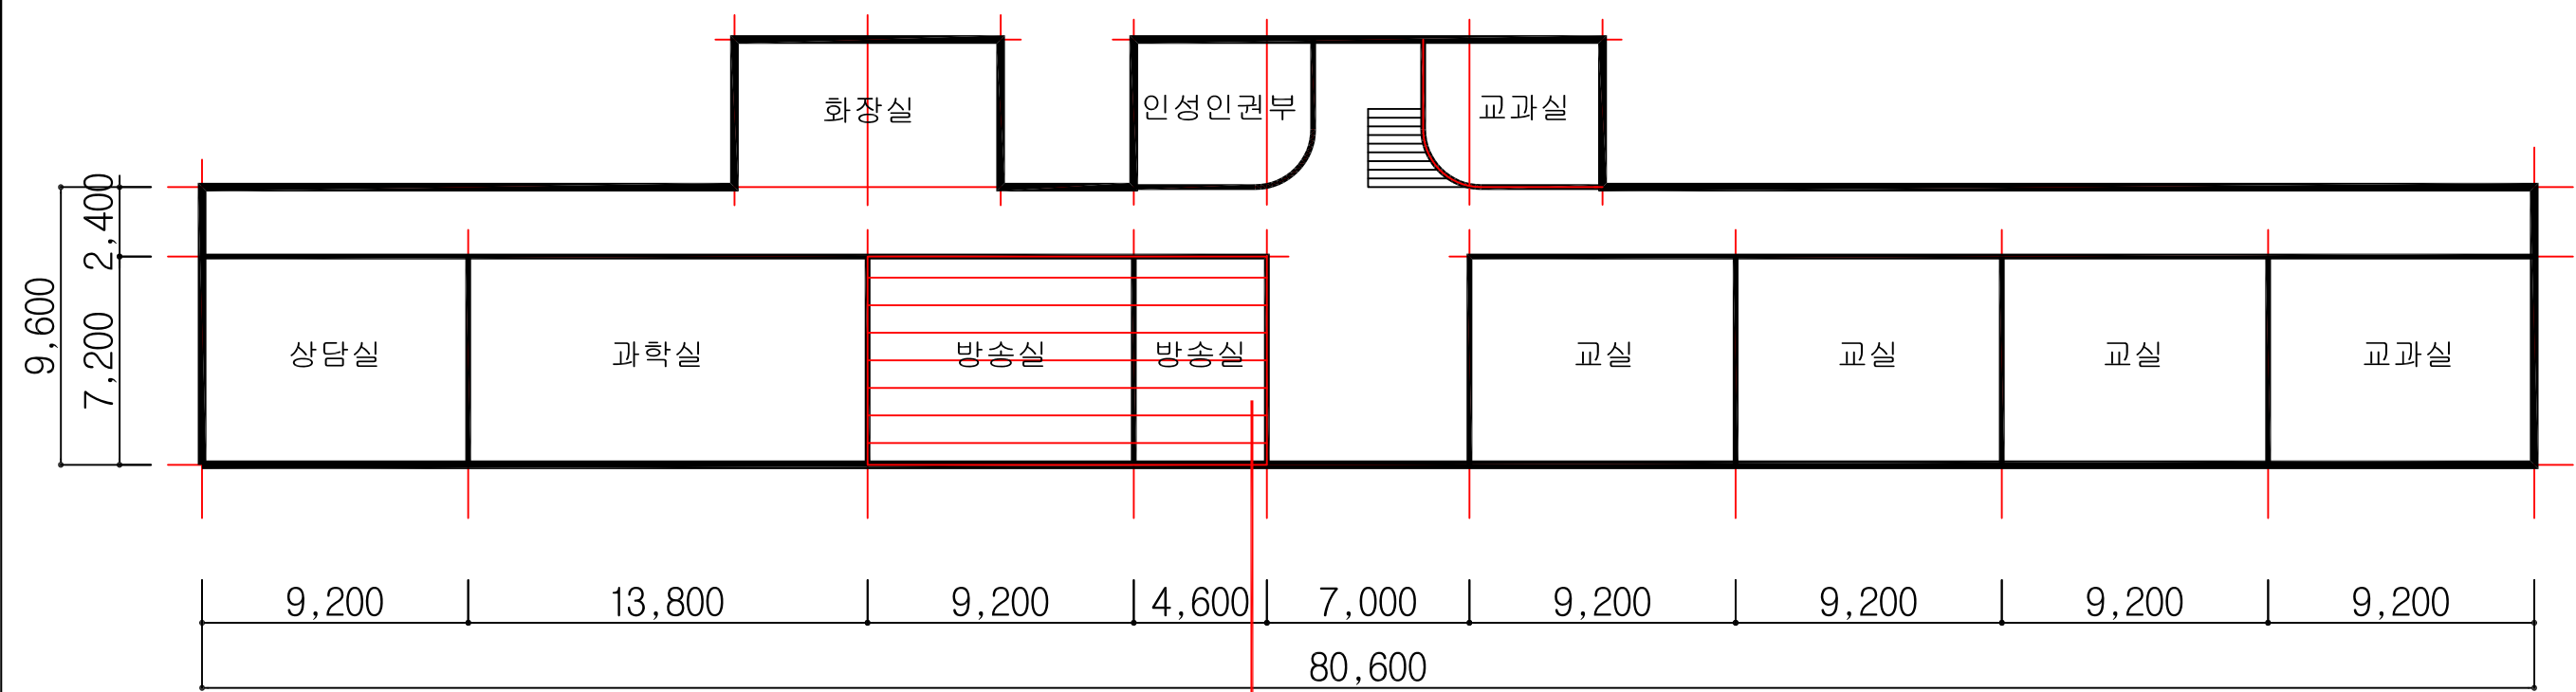 화장실
인성인권부
교과실
2,400
9,600
7,200
상담실
과학실
방송실
방송실
교실
교실
교실
교과실
9,200
13,800
9,200
4,600
7,000
9,200
9,200
9,200
9,200
80,600